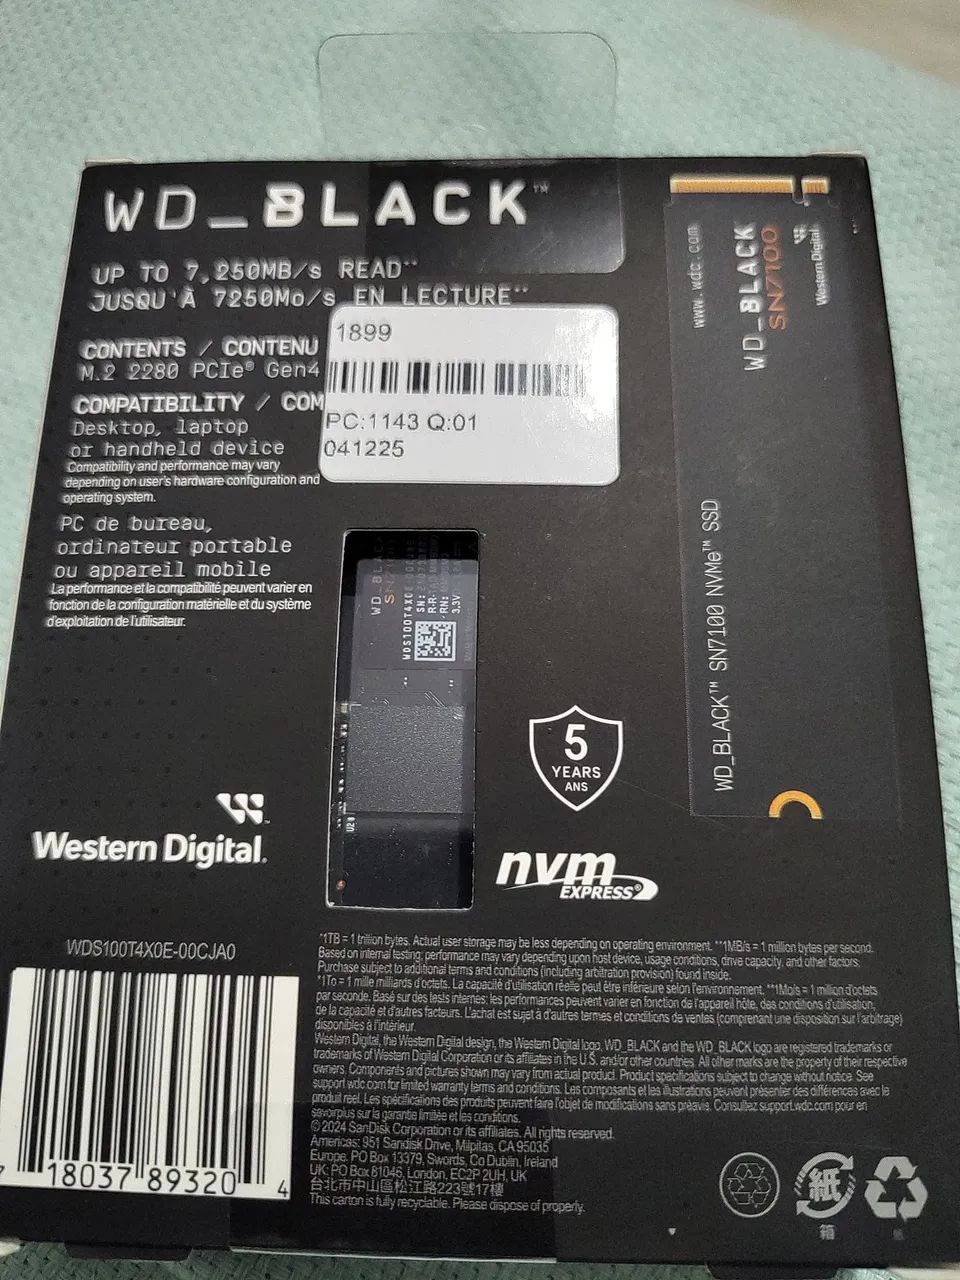 WD_BLACK™
UP TO 7,250MB/s READ**
JUSQU'À 7250Mo/s EN LECTURE**
CONTENTS / CONTENU
M.2 2280 PCIe® Gen4
COMPATIBILITY / COM
Desktop, laptop
or handheld device
Compatibility and performance may vary
depending on user's hardware configuration and
operating system.
PC de bureau,
ordinateur portable
ou appareil mobile
La performance et la compatibilité peuvent varier en
fonction de la configuration matérielle et du système
d'exploitation de l'utilisateur.
1899
PC:1143 Q:01
041225
www.wdc.com
WD_BLACK
SN7100
Western Digital
WD_BLACK™ SN7100 NVMe™ SSD
WD_BLACK
WDS100T4X0E
SN:
3.3V
U2
5
YEARS
ANS
Western Digital®
nvm
EXPRESS®
WDS100T4X0E-00CJA0
7 18037 89320 4
*1TB = 1 trillion bytes. Actual user storage may be less depending on operating environment. **1MB/s = 1 million bytes per second.
Based on internal testing; performance may vary depending upon host device, usage conditions, drive capacity, and other factors.
Purchase subject to additional terms and conditions (including arbitration provision) found inside.
*1To = 1 mille milliards d'octets. La capacité d'utilisation réelle peut être inférieure selon l'environnement. **1Mo/s = 1 million d'octets
par seconde. Basé sur des tests internes; les performances peuvent varier en fonction de l'appareil hôte, des conditions d'utilisation,
de la capacité et d'autres facteurs. L'achat est sujet à d'autres termes et conditions de ventes (comprenant une disposition sur l'arbitrage)
disponibles à l'intérieur.
Western Digital, the Western Digital design, the Western Digital logo, WD_BLACK and the WD_BLACK logo are registered trademarks or
trademarks of Western Digital Corporation or its affiliates in the U.S. and/or other countries. All other marks are the property of their respective
owners. Components and pictures shown may vary from actual product. Product specifications subject to change without notice. See
support.wdc.com for limited warranty terms and conditions. Les composants et les illustrations peuvent présenter des différences avec le
produit réel. Les spécifications des produits peuvent faire l'objet de modifications sans préavis. Consultez support.wdc.com pour en
savoir plus sur la garantie limitée et les conditions.
© 2024 SanDisk Corporation or its affiliates. All rights reserved.
Americas: 951 Sandisk Drive, Milpitas, CA 95035
Europe: PO Box 13379, Swords, Co Dublin, Ireland
UK: PO Box 81046, London, EC2P 2UH, UK
台北市中山區松江路223號17樓
This carton is fully recyclable. Please dispose of properly.
紙
箱